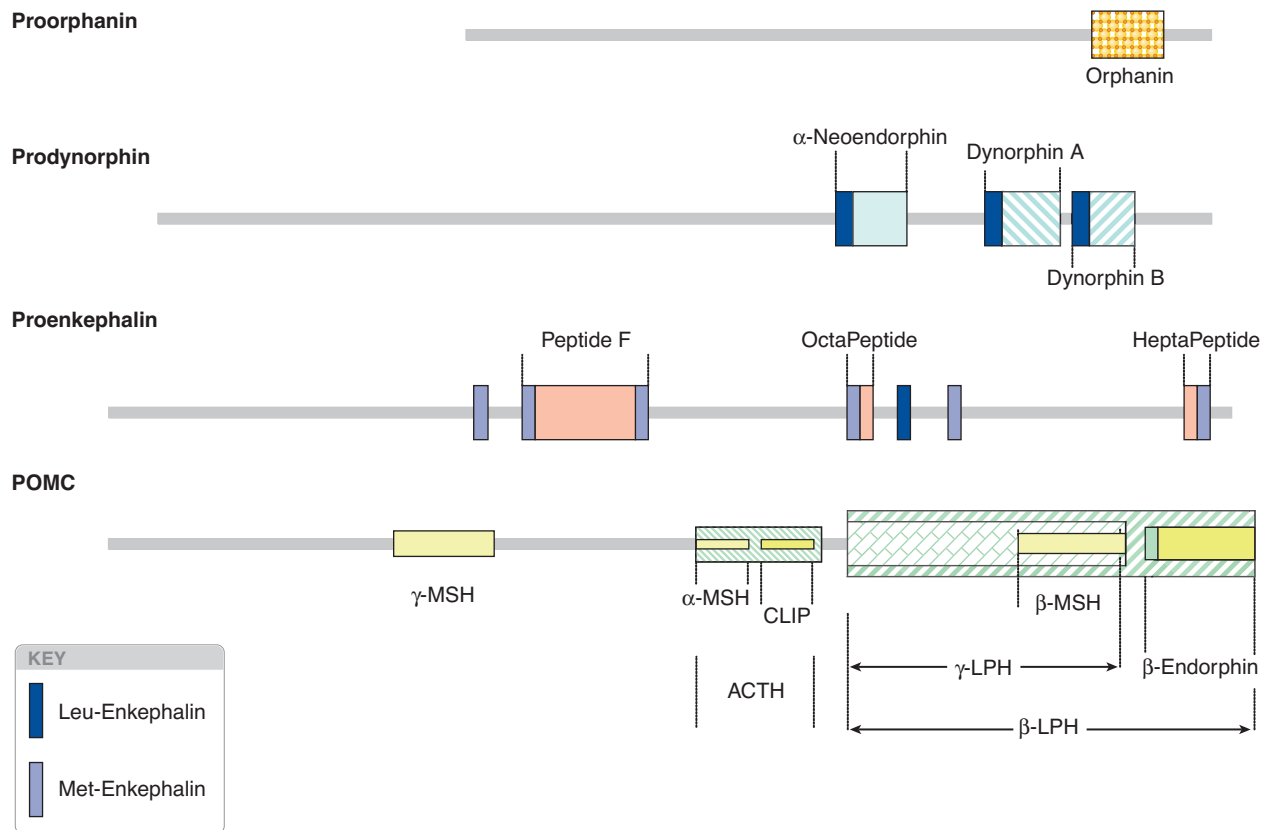 Proorphanin
Orphanin
Prodynorphin
α-Neoendorphin
Dynorphin A
Dynorphin B
Proenkephalin
Peptide F
OctaPeptide
HeptaPeptide
POMC
γ-MSH
α-MSH
CLIP
β-MSH
ACTH
γ-LPH
β-Endorphin
β-LPH
KEY
Leu-Enkephalin
Met-Enkephalin